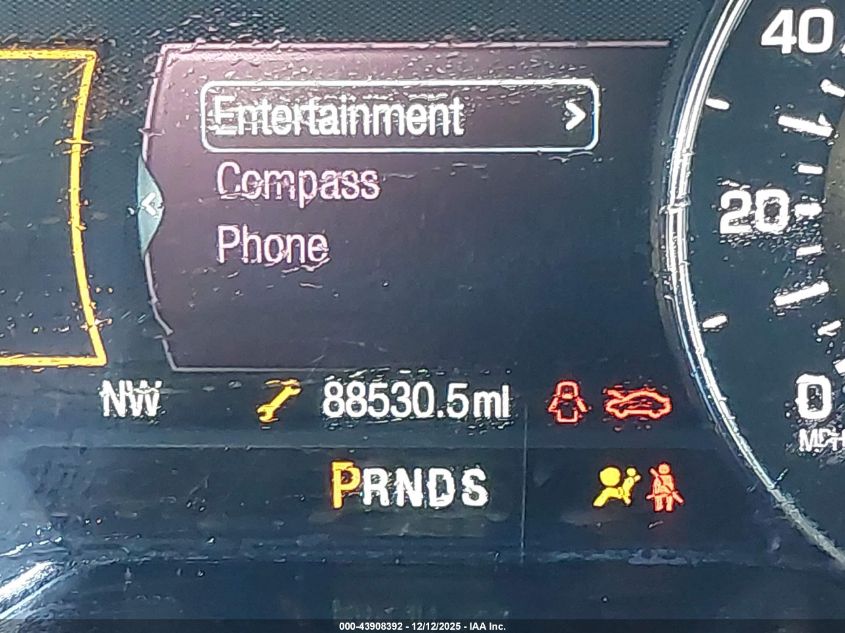 40
Entertainment >
Compass
20
Phone
NW 88530.5mi
0
MPH
PRNDS
000-43908392 - 12/12/2025 - IAA Inc.